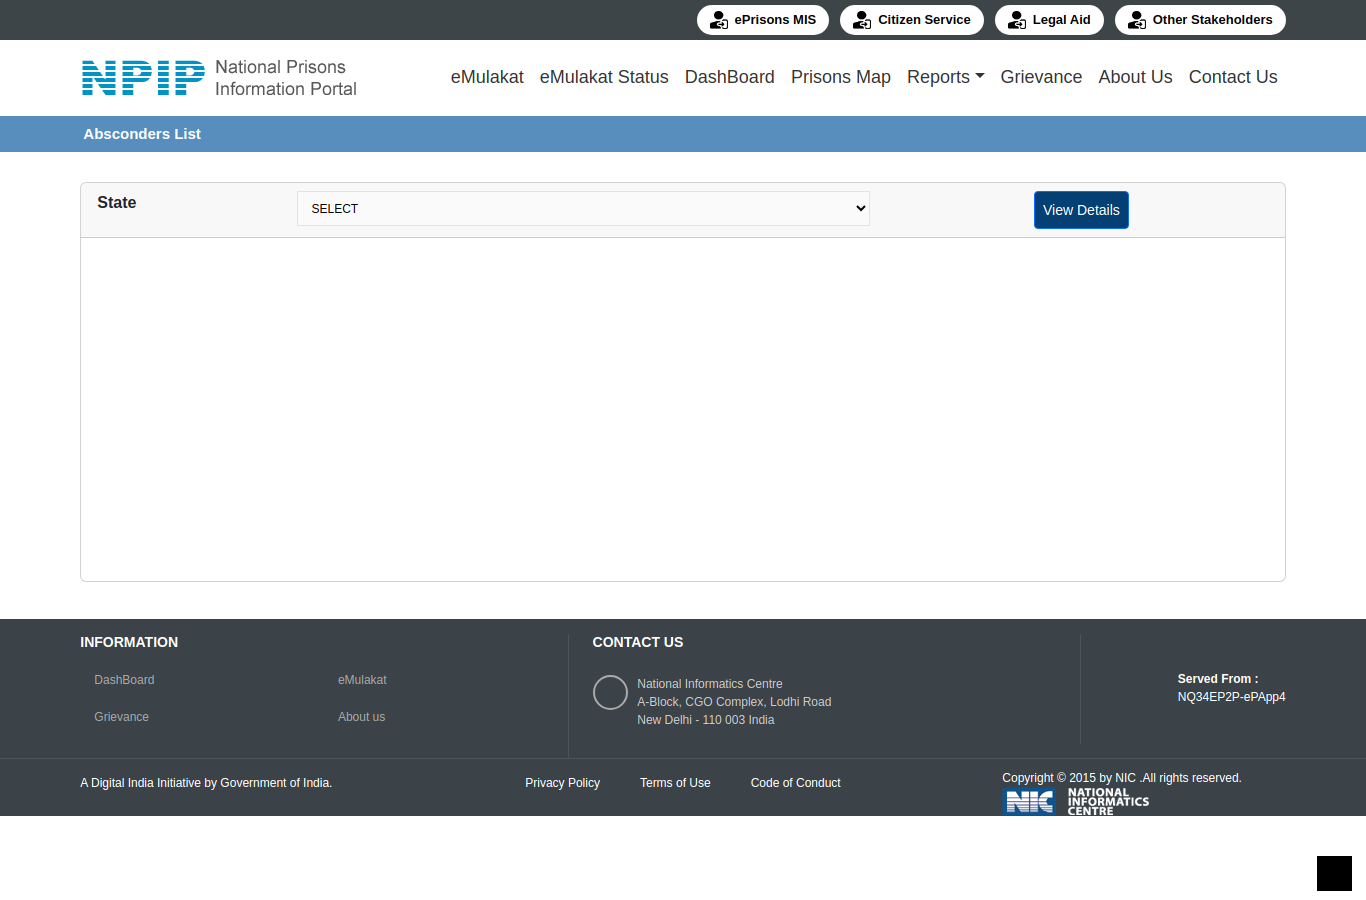 ePrisons MIS
Citizen Service
Legal Aid
Other Stakeholders
NPIP National Prisons
Information Portal
eMulakat
eMulakat Status
DashBoard
Prisons Map
Reports
Grievance
About Us
Contact Us
Absconders List
State
SELECT
View Details
INFORMATION
DashBoard
eMulakat
Grievance
About us
CONTACT US
National Informatics Centre
A-Block, CGO Complex, Lodhi Road
New Delhi - 110 003 India
Served From :
NQ34EP2P-ePApp4
A Digital India Initiative by Government of India.
Privacy Policy
Terms of Use
Code of Conduct
Copyright © 2015 by NIC .All rights reserved.
NIC
NATIONAL
INFORMATICS
CENTRE